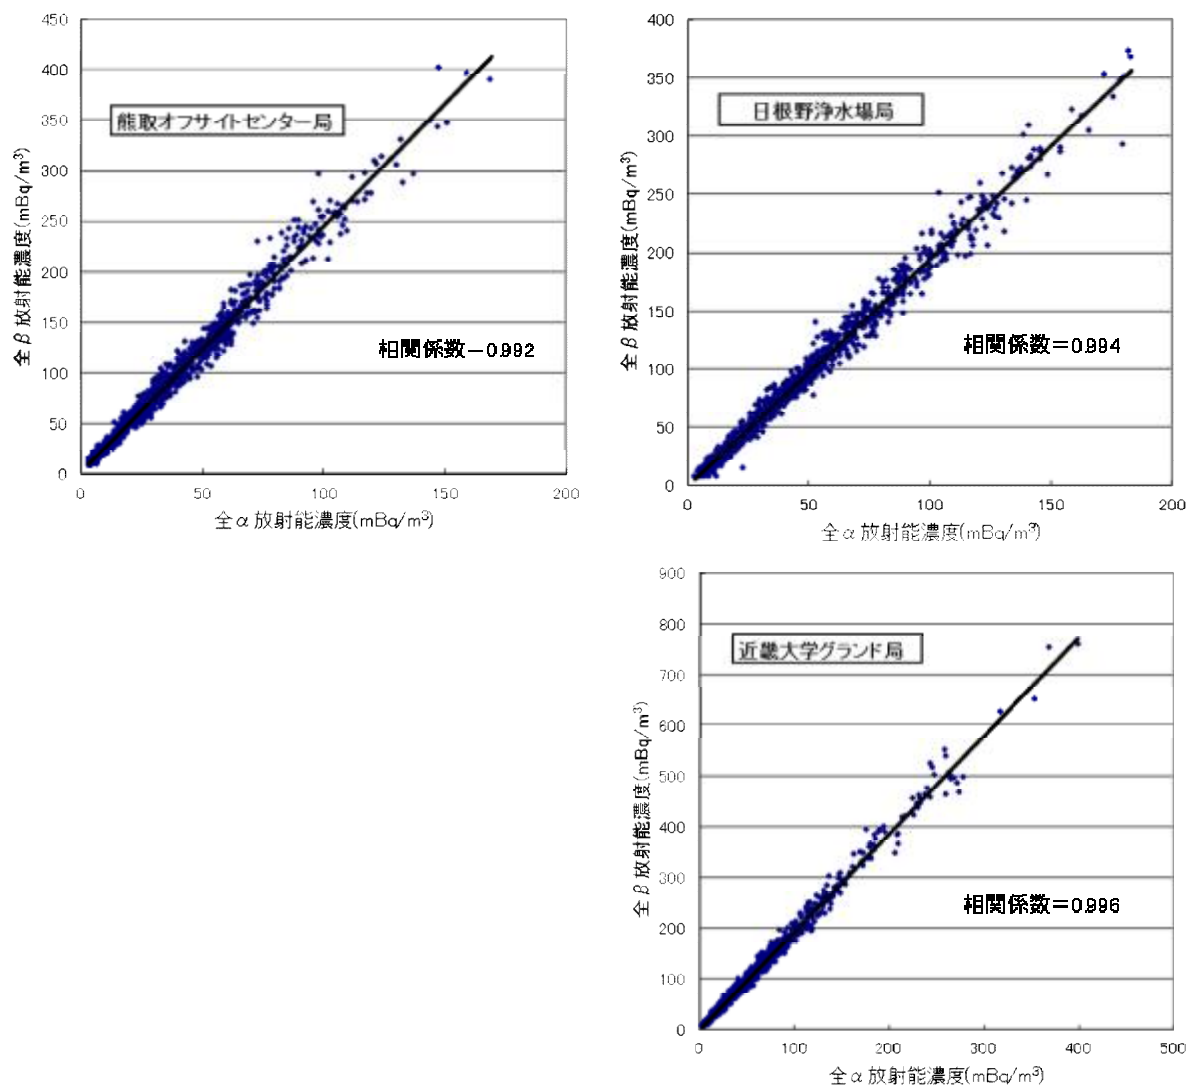 450
400
350
300
250
200
150
100
50
0
全β放射能濃度(mBq/m³)
熊取オフサイトセンター局
相関係数=0.992
0 50 100 150 200
全α放射能濃度(mBq/m³)
400
350
300
250
200
150
100
50
0
全β放射能濃度(mBq/m³)
日根野浄水場局
相関係数=0.994
0 50 100 150 200
全α放射能濃度(mBq/m³)
900
800
700
600
500
400
300
200
100
0
全β放射能濃度(mBq/m³)
近畿大学グランド局
相関係数=0.996
0 100 200 300 400 500
全α放射能濃度(mBq/m³)